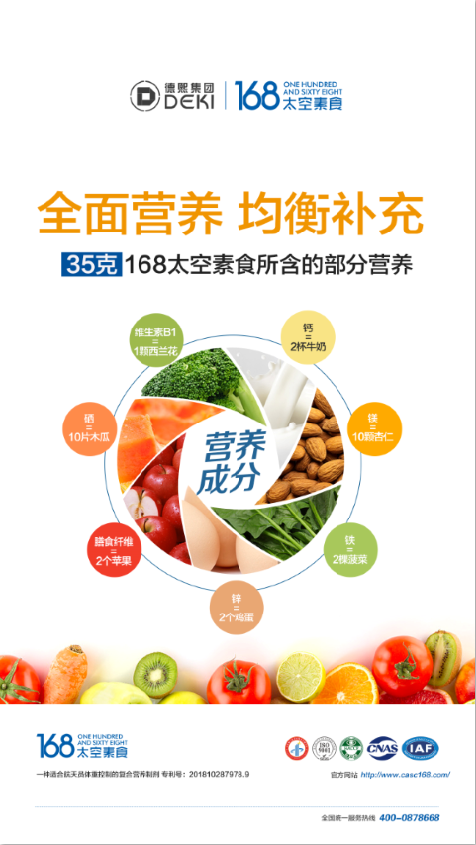 德熙集团
DEKI
168
ONE HUNDRED
AND SIXTY EIGHT
太空素食
全面营养 均衡补充
35克 168太空素食所含的部分营养
维生素B1
=
1颗西兰花
钙
=
2杯牛奶
硒
=
10片木瓜
镁
=
10颗杏仁
营养
成分
膳食纤维
=
2个苹果
铁
=
2颗菠菜
锌
=
2个鸡蛋
168
ONE HUNDRED
AND SIXTY EIGHT
太空素食
ISO
9001
CNAS
IAF
一种适合航天员体重控制的复合营养制剂 专利号：201810287973.9
官方网站 http://www.casc168.com/
全国统一服务热线 400-0878668